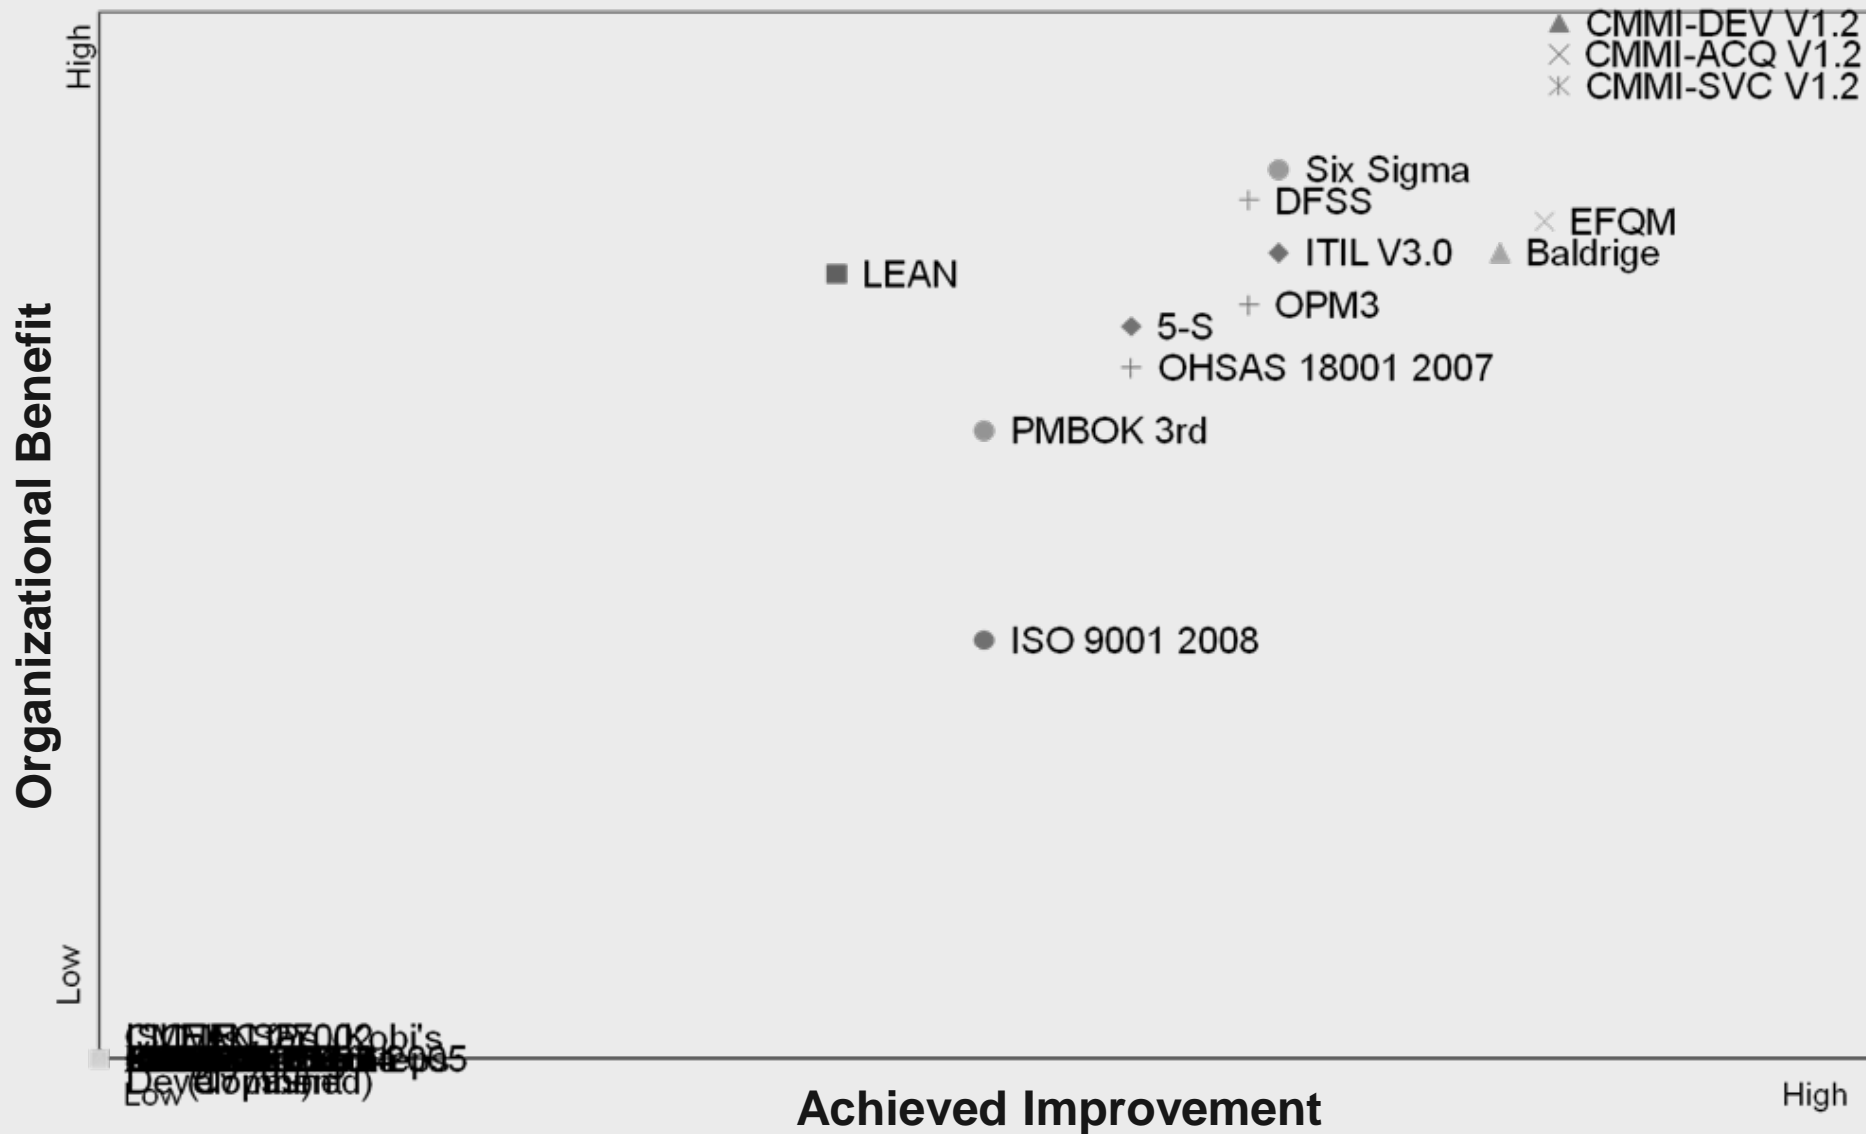 High
CMMI-DEV V1.2
CMMI-ACQ V1.2
CMMI-SVC V1.2
Six Sigma
DFSS
EFQM
ITIL V3.0
Baldrige
LEAN
OPM3
5-S
OHSAS 18001 2007
PMBOK 3rd
Organizational Benefit
ISO 9001 2008
Low
Low
Achieved Improvement
High